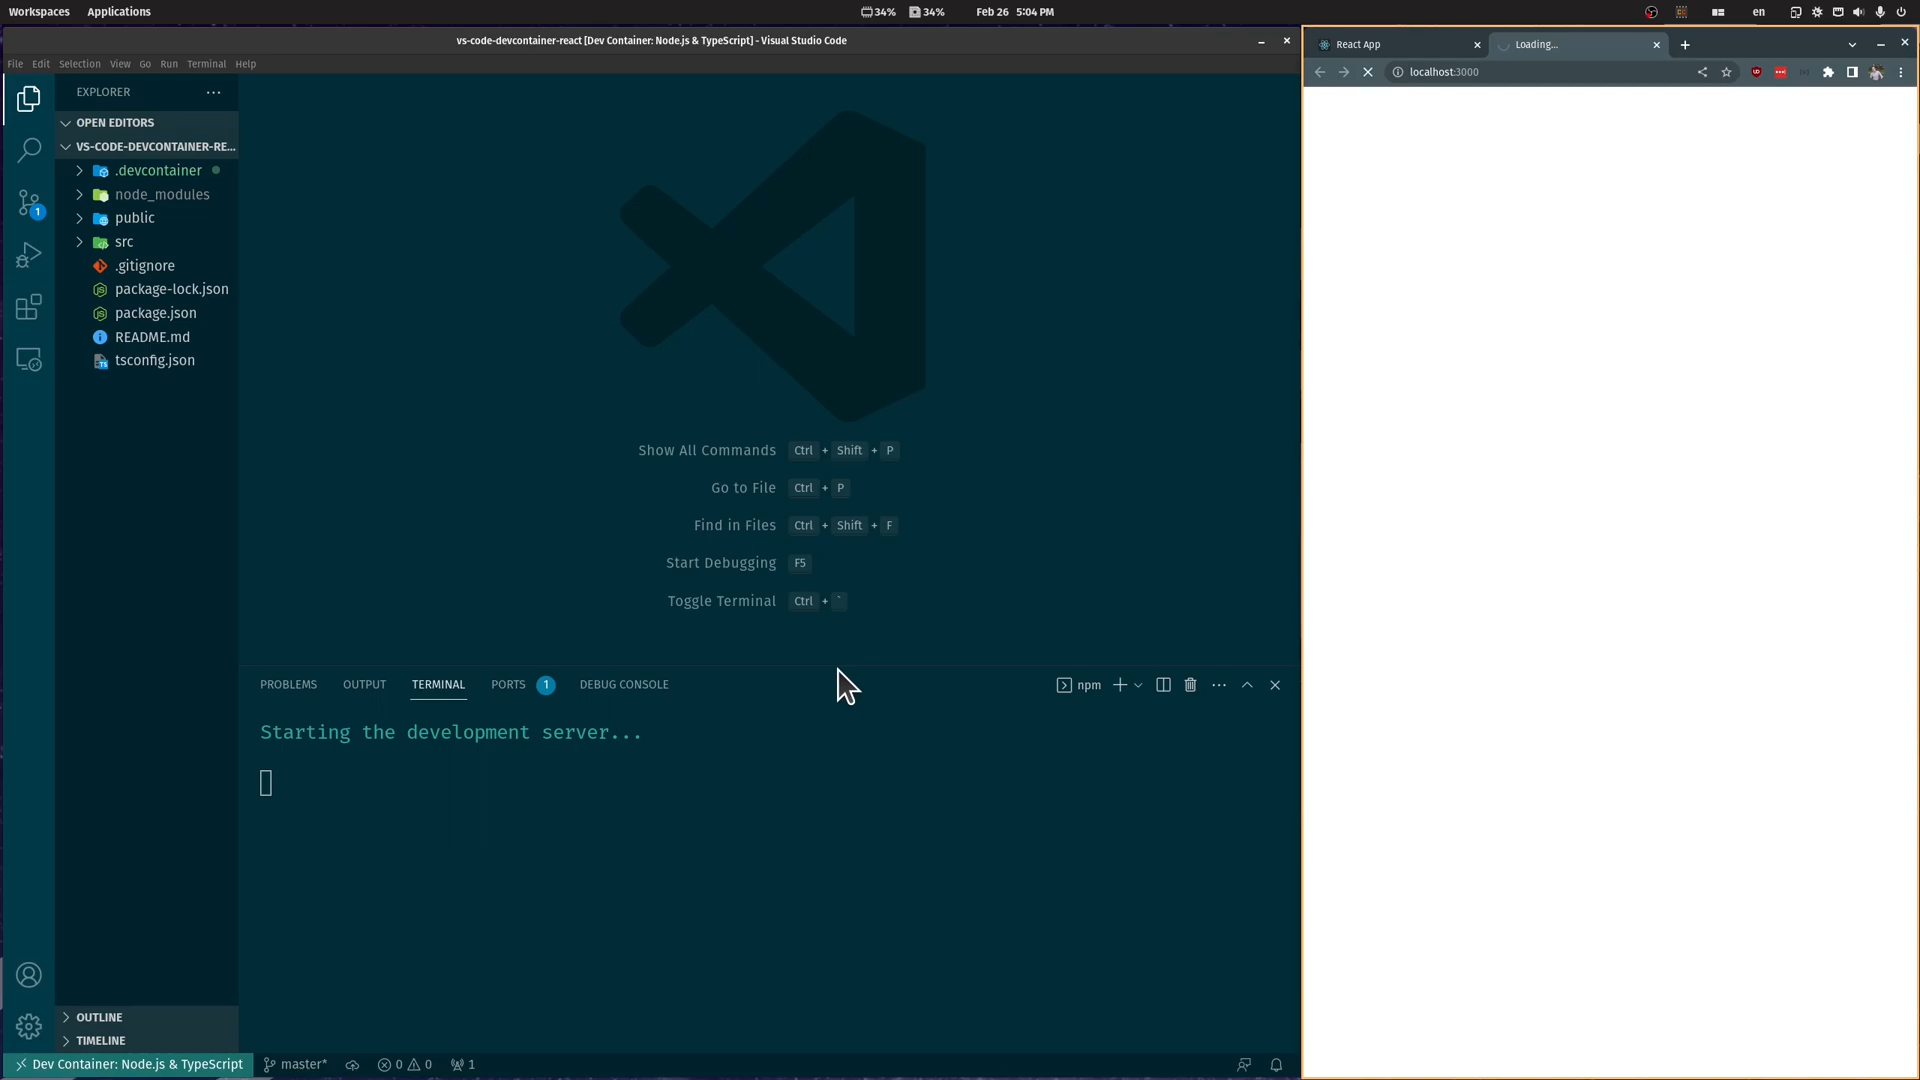 Workspaces Applications 34% 34% Feb 26 5:04 PM en
vs-code-devcontainer-react [Dev Container: Node.js & TypeScript] - Visual Studio Code
File Edit Selection View Go Run Terminal Help
EXPLORER
OPEN EDITORS
VS-CODE-DEVCONTAINER-RE...
.devcontainer
node_modules
public
src
.gitignore
package-lock.json
package.json
README.md
tsconfig.json
1
Show All Commands Ctrl + Shift + P
Go to File Ctrl + P
Find in Files Ctrl + Shift + F
Start Debugging F5
Toggle Terminal Ctrl + `
PROBLEMS OUTPUT TERMINAL PORTS 1 DEBUG CONSOLE npm
Starting the development server...
OUTLINE
TIMELINE
Dev Container: Node.js & TypeScript master* 0 0 1
React App Loading...
localhost:3000